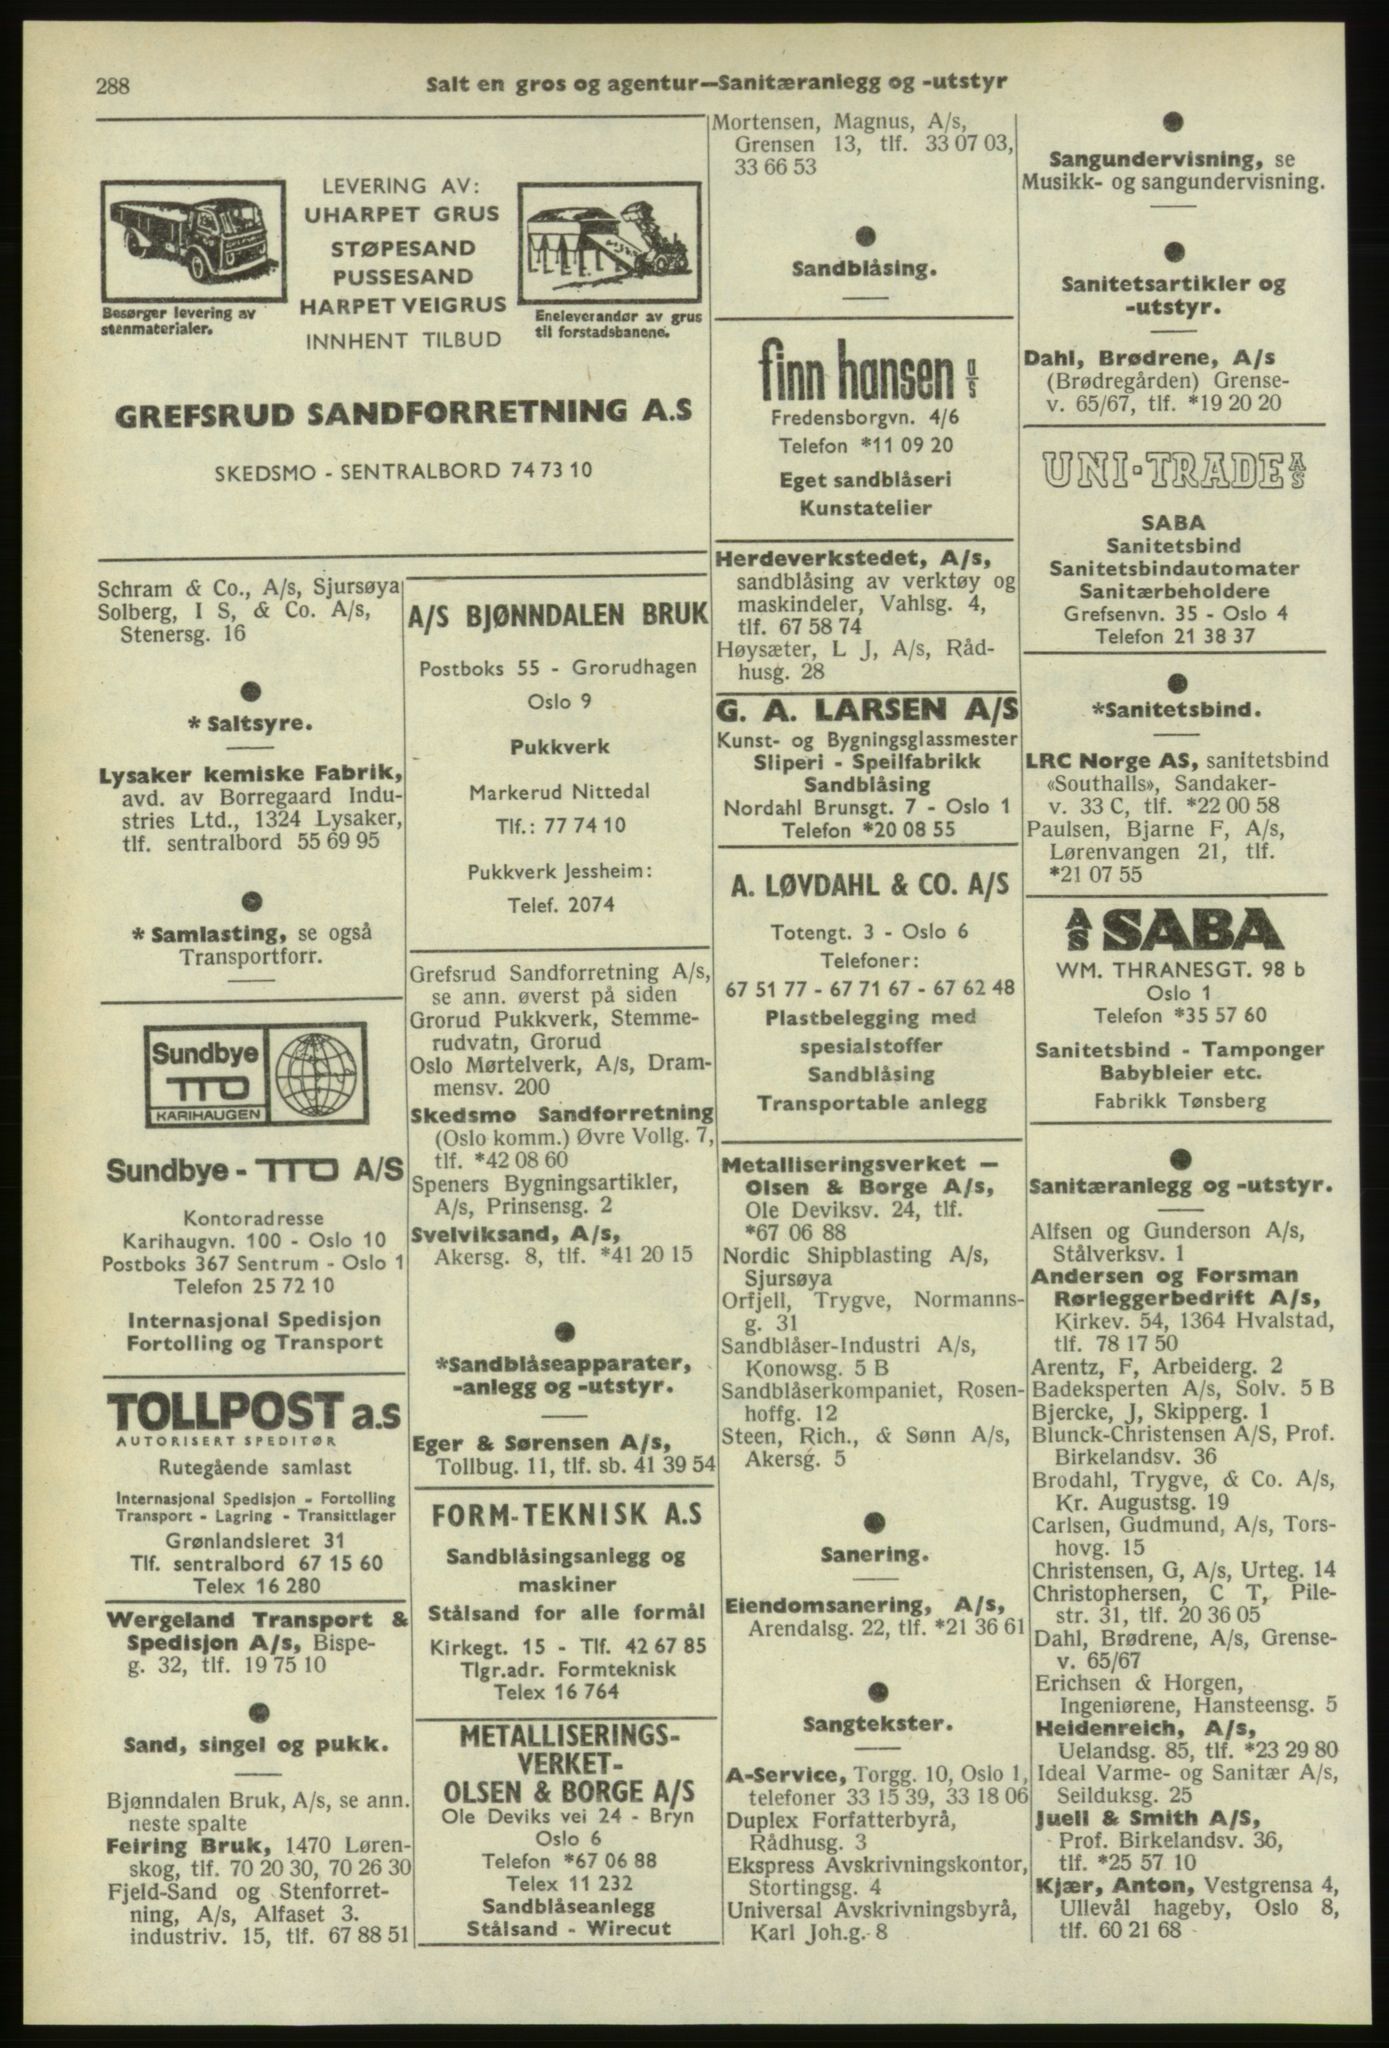 288
Salt en gros og agentur—Sanitæranlegg og -utstyr
LEVERING AV:
UHARPET GRUS
STØPESAND
PUSSESAND
HARPET VEIGRUS
INNHENT TILBUD
Besørger levering av
stenmaterialer.
Eneleverandør av grus
til forstadsbanene.
GREFSRUD SANDFORRETNING A.S
SKEDSMO - SENTRALBORD 74 73 10
Schram & Co., A/s, Sjursøya
Solberg, I S, & Co. A/s,
Stenersg. 16
* Saltsyre.
Lysaker kemiske Fabrik,
avd. av Borregaard Indu-
stries Ltd., 1324 Lysaker,
tlf. sentralbord 55 69 95
* Samlasting, se også
Transportforr.
Sundbye
TTO
KARIHAUGEN
Sundbye - TTO A/S
Kontoradresse
Karihaugvn. 100 - Oslo 10
Postboks 367 Sentrum - Oslo 1
Telefon 25 72 10
Internasjonal Spedisjon
Fortolling og Transport
TOLLPOST a.s
AUTORISERT SPEDITØR
Rutegående samlast
Internasjonal Spedisjon - Fortolling
Transport - Lagring - Transittlager
Grønlandsleret 31
Tlf. sentralbord 67 15 60
Telex 16 280
Wergeland Transport &
Spedisjon A/s, Bispe-
g. 32, tlf. 19 75 10
Sand, singel og pukk.
Bjønndalen Bruk, A/s, se ann.
neste spalte
Feiring Bruk, 1470 Løren-
skog, tlf. 70 20 30, 70 26 30
Fjeld-Sand og Stenforret-
ning, A/s, Alfaset 3.
industriv. 15, tlf. 67 88 51
A/S BJØNNDALEN BRUK
Postboks 55 - Grorudhagen
Oslo 9
Pukkverk
Markerud Nittedal
Tlf.: 77 74 10
Pukkverk Jessheim:
Telef. 2074
Grefsrud Sandforretning A/s,
se ann. øverst på siden
Grorud Pukkverk, Stemme-
rudvatn, Grorud
Oslo Mørtelverk, A/s, Dram-
mensv. 200
Skedsmo Sandforretning
(Oslo komm.) Øvre Vollg. 7,
tlf. *42 08 60
Speners Bygningsartikler,
A/s, Prinsensg. 2
Svelviksand, A/s,
Akersg. 8, tlf. *41 20 15
*Sandblåseapparater,
-anlegg og -utstyr.
Eger & Sørensen A/s,
Tollbug. 11, tlf. sb. 41 39 54
FORM-TEKNISK A.S
Sandblåsingsanlegg og
maskiner
Stålsand for alle formål
Kirkegt. 15 - Tlf. 42 67 85
Tlgr.adr. Formteknisk
Telex 16 764
METALLISERINGS-
VERKET-
OLSEN & BORGE A/S
Ole Deviks vei 24 - Bryn
Oslo 6
Telefon *67 06 88
Telex 11 232
Sandblåseanlegg
Stålsand - Wirecut
Mortensen, Magnus, A/s,
Grensen 13, tlf. 33 07 03,
33 66 53
Sandblåsing.
finn hansen a/s
Fredensborgvn. 4/6
Telefon *11 09 20
Eget sandblåseri
Kunstatelier
Herdeverkstedet, A/s,
sandblåsing av verktøy og
maskindeler, Vahlsg. 4,
tlf. 67 58 74
Høysæter, L J, A/s, Råd-
husg. 28
G. A. LARSEN A/S
Kunst- og Bygningsglassmester
Sliperi - Speilfabrikk
Sandblåsing
Nordahl Brunsgt. 7 - Oslo 1
Telefon *20 08 55
A. LØVDAHL & CO. A/S
Totengt. 3 - Oslo 6
Telefoner:
67 51 77 - 67 71 67 - 67 62 48
Plastbelegging med
spesialstoffer
Sandblåsing
Transportable anlegg
Metalliseringsverket —
Olsen & Borge A/s,
Ole Deviksv. 24, tlf.
*67 06 88
Nordic Shipblasting A/s,
Sjursøya
Orfjell, Trygve, Normanns-
g. 31
Sandblåser-Industri A/s,
Konowsg. 5 B
Sandblåserkompaniet, Rosen-
hoffg. 12
Steen, Rich., & Sønn A/s,
Akersg. 5
Sanering.
Eiendomsanering, A/s,
Arendalsg. 22, tlf. *21 36 61
Sangtekster.
A-Service, Torgg. 10, Oslo 1,
telefoner 33 15 39, 33 18 06
Duplex Forfatterbyrå,
Rådhusg. 3
Ekspress Avskrivningskontor,
Stortingsg. 4
Universal Avskrivningsbyrå,
Karl Joh.g. 8
Sangundervisning, se
Musikk- og sangundervisning.
Sanitetsartikler og
-utstyr.
Dahl, Brødrene, A/s
(Brødregården) Grense-
v. 65/67, tlf. *19 20 20
UNI-TRADE A/S
SABA
Sanitetsbind
Sanitetsbindautomater
Sanitærbeholdere
Grefsenvn. 35 - Oslo 4
Telefon 21 38 37
*Sanitetsbind.
LRC Norge AS, sanitetsbind
«Southalls», Sandaker-
v. 33 C, tlf. *22 00 58
Paulsen, Bjarne F, A/s,
Lørenvangen 21, tlf.
*21 07 55
A/S SABA
WM. THRANESGT. 98 b
Oslo 1
Telefon *35 57 60
Sanitetsbind - Tamponger
Babybleier etc.
Fabrikk Tønsberg
Sanitæranlegg og -utstyr.
Alfsen og Gunderson A/s,
Stålverksv. 1
Andersen og Forsman
Rørleggerbedrift A/s,
Kirkev. 54, 1364 Hvalstad,
tlf. 78 17 50
Arentz, F, Arbeiderg. 2
Badeksperten A/s, Solv. 5 B
Bjercke, J, Skipperg. 1
Blunck-Christensen A/S, Prof.
Birkelandsv. 36
Brodahl, Trygve, & Co. A/s,
Kr. Augustsg. 19
Carlsen, Gudmund, A/s, Tors-
hovg. 15
Christensen, G, A/s, Urteg. 14
Christophersen, C T, Pile-
str. 31, tlf. 20 36 05
Dahl, Brødrene, A/s, Grense-
v. 65/67
Erichsen & Horgen,
Ingeniørene, Hansteensg. 5
Heidenreich, A/s,
Uelandsg. 85, tlf. *23 29 80
Ideal Varme- og Sanitær A/s,
Seilduksg. 25
Juell & Smith A/S,
Prof. Birkelandsv. 36,
tlf. *25 57 10
Kjær, Anton, Vestgrensa 4,
Ullevål hageby, Oslo 8,
tlf. 60 21 68